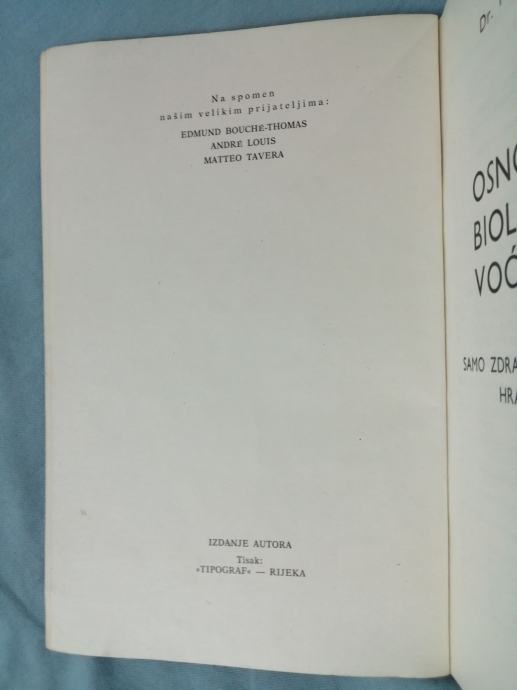 Na spomen
našim velikim prijateljima:
EDMUND BOUCHÉ-THOMAS
ANDRÉ LOUIS
MATTEO TAVERA
IZDANJE AUTORA
Tisak:
»TIPOGRAF« — RIJEKA
Dr.
OSNO
BIOL
VOĆ
SAMO ZDRA
HRA